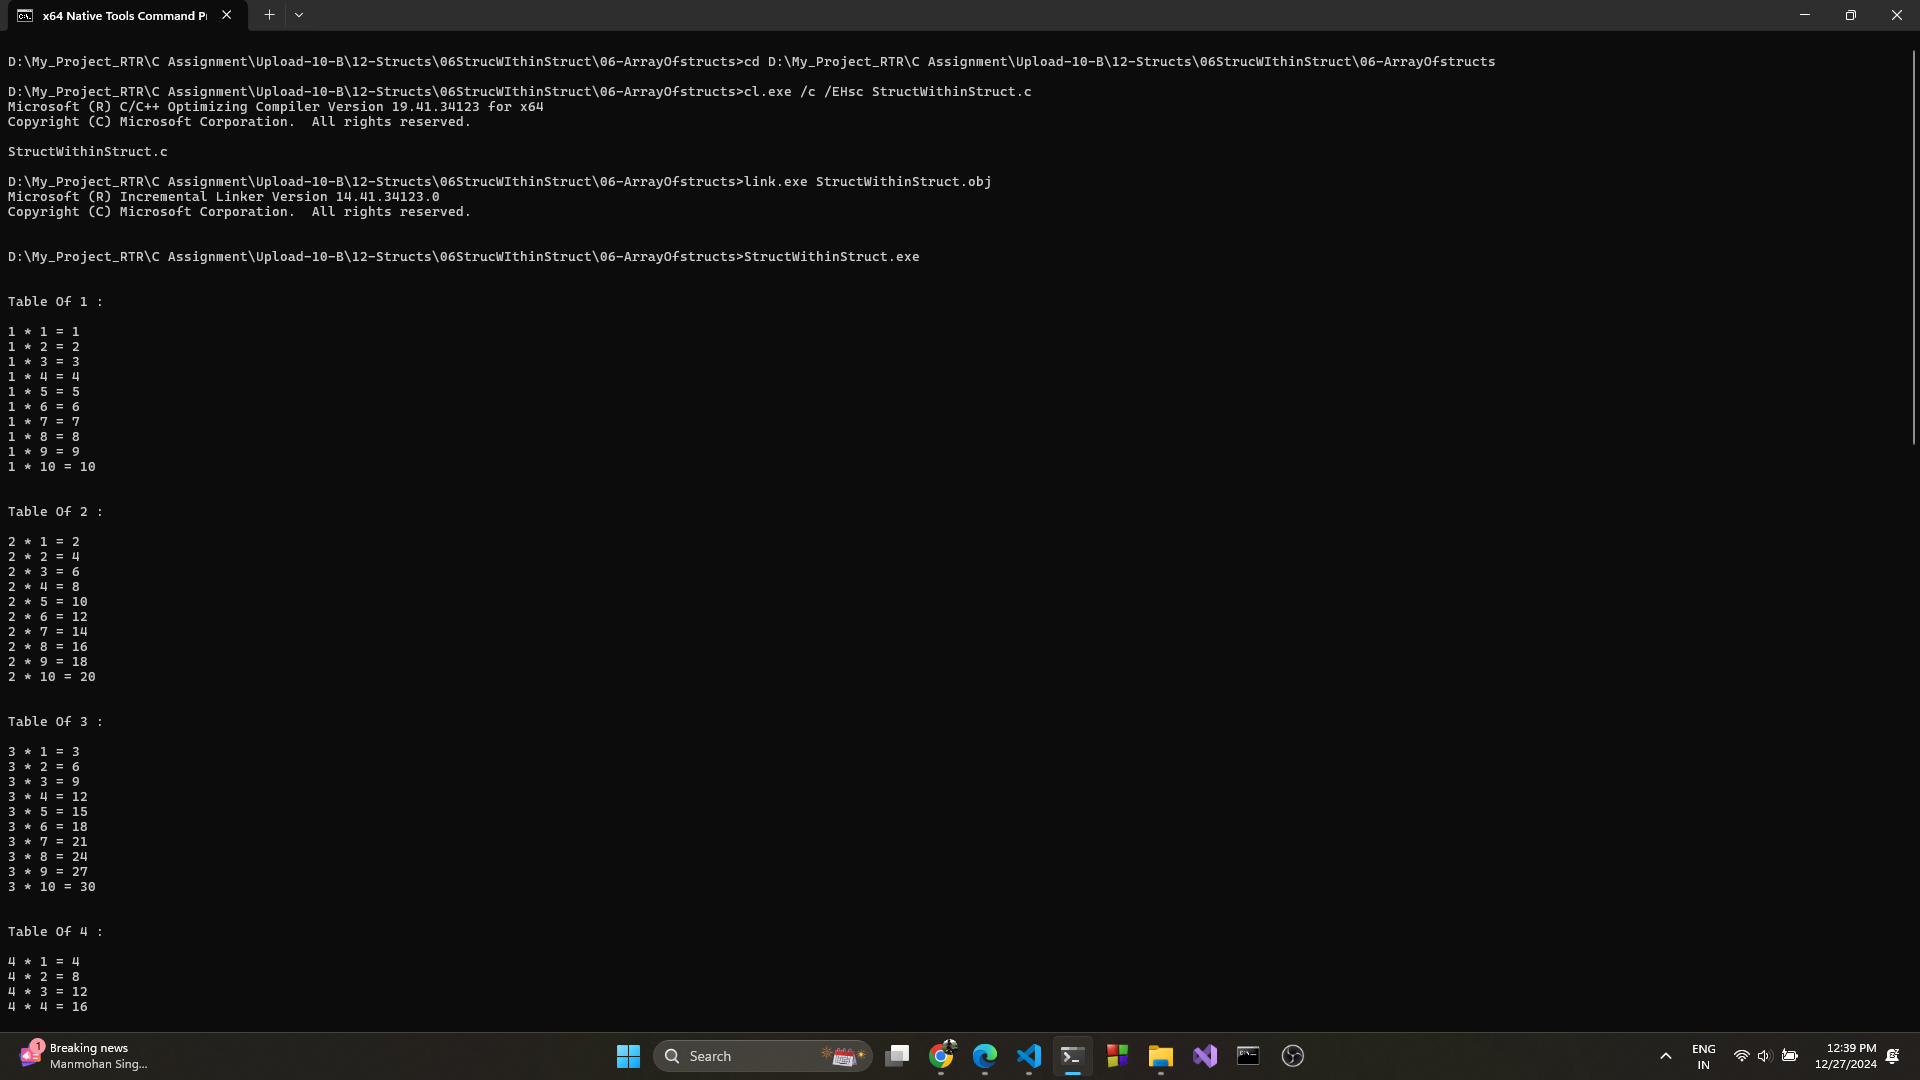 x64 Native Tools Command P
D:\My_Project_RTR\C Assignment\Upload-10-B\12-Structs\06StrucWIthinStruct\06-ArrayOfstructs>cd D:\My_Project_RTR\C Assignment\Upload-10-B\12-Structs\06StrucWIthinStruct\06-ArrayOfstructs
D:\My_Project_RTR\C Assignment\Upload-10-B\12-Structs\06StrucWIthinStruct\06-ArrayOfstructs>cl.exe /c /EHsc StructWithinStruct.c
Microsoft (R) C/C++ Optimizing Compiler Version 19.41.34123 for x64
Copyright (C) Microsoft Corporation.  All rights reserved.
StructWithinStruct.c
D:\My_Project_RTR\C Assignment\Upload-10-B\12-Structs\06StrucWIthinStruct\06-ArrayOfstructs>link.exe StructWithinStruct.obj
Microsoft (R) Incremental Linker Version 14.41.34123.0
Copyright (C) Microsoft Corporation.  All rights reserved.
D:\My_Project_RTR\C Assignment\Upload-10-B\12-Structs\06StrucWIthinStruct\06-ArrayOfstructs>StructWithinStruct.exe
Table Of 1 :
1 * 1 = 1
1 * 2 = 2
1 * 3 = 3
1 * 4 = 4
1 * 5 = 5
1 * 6 = 6
1 * 7 = 7
1 * 8 = 8
1 * 9 = 9
1 * 10 = 10
Table Of 2 :
2 * 1 = 2
2 * 2 = 4
2 * 3 = 6
2 * 4 = 8
2 * 5 = 10
2 * 6 = 12
2 * 7 = 14
2 * 8 = 16
2 * 9 = 18
2 * 10 = 20
Table Of 3 :
3 * 1 = 3
3 * 2 = 6
3 * 3 = 9
3 * 4 = 12
3 * 5 = 15
3 * 6 = 18
3 * 7 = 21
3 * 8 = 24
3 * 9 = 27
3 * 10 = 30
Table Of 4 :
4 * 1 = 4
4 * 2 = 8
4 * 3 = 12
4 * 4 = 16
1
Breaking news
Manmohan Sing...
Search
ENG
IN
12:39 PM
12/27/2024